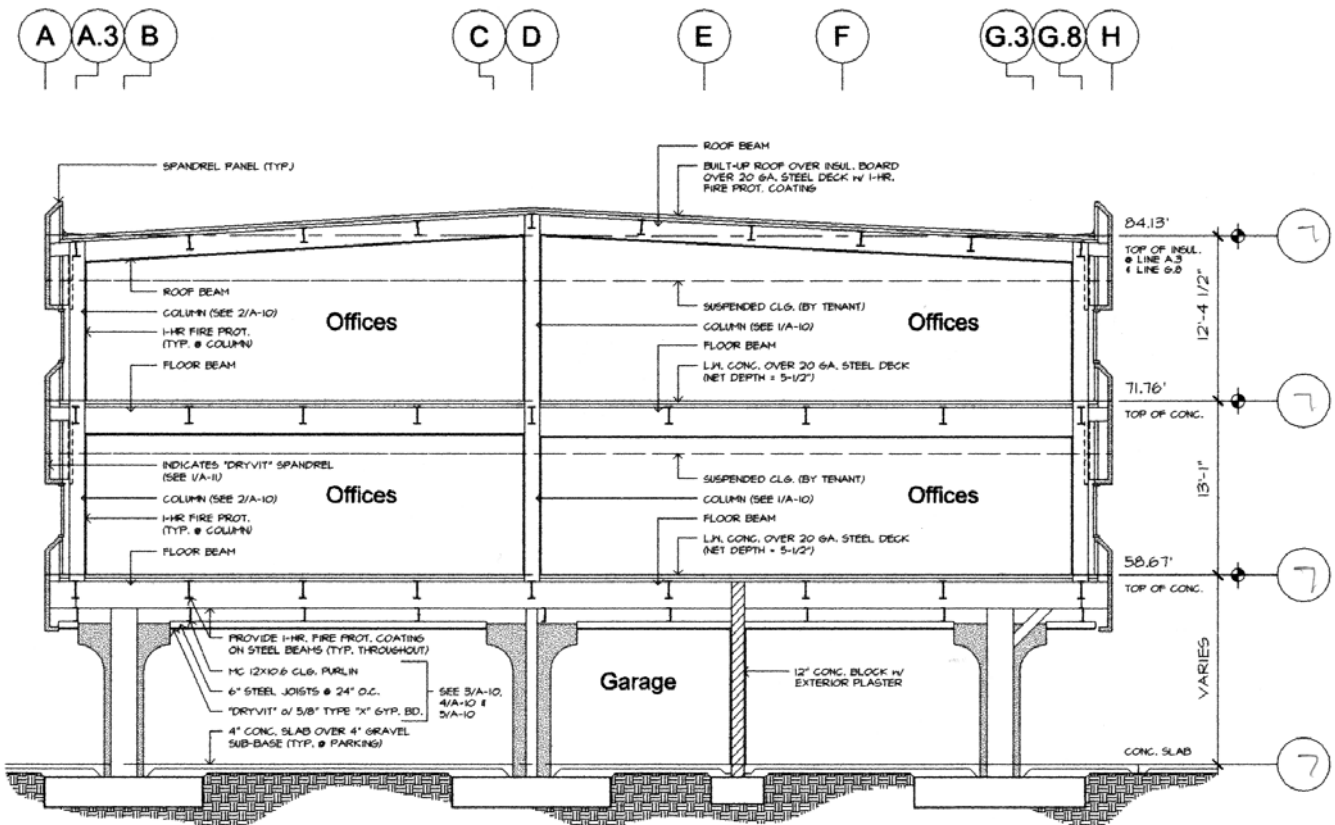 A A.3 B C D E F G.3 G.8 H
ROOF BEAM
SPANDREL PANEL (TYP.)
BUILT-UP ROOF OVER INSUL. BOARD
OVER 20 GA. STEEL DECK W/ 1-HR.
FIRE PROT. COATING
84.13'
7
TOP OF INSUL.
@ LINE A.3
& LINE G.8
12'-4 1/2"
ROOF BEAM
COLUMN (SEE 2/A-10)
1-HR FIRE PROT.
(TYP. @ COLUMN)
FLOOR BEAM
Offices
SUSPENDED CLG. (BY TENANT)
COLUMN (SEE 1/A-10)
FLOOR BEAM
L.W. CONC. OVER 20 GA. STEEL DECK
(NET DEPTH = 5-1/2")
Offices
71.76'
7
TOP OF CONC.
13'-1"
INDICATES "DRYVIT" SPANDREL
(SEE 1/A-11)
COLUMN (SEE 2/A-10)
1-HR FIRE PROT.
(TYP. @ COLUMN)
FLOOR BEAM
Offices
SUSPENDED CLG. (BY TENANT)
COLUMN (SEE 1/A-10)
FLOOR BEAM
L.W. CONC. OVER 20 GA. STEEL DECK
(NET DEPTH = 5-1/2")
Offices
58.67'
7
TOP OF CONC.
VARIES
PROVIDE 1-HR. FIRE PROT. COATING
ON STEEL BEAMS (TYP. THROUGHOUT)
MC 12X10.6 CLG. PURLIN
6" STEEL JOISTS @ 24" O.C.
"DRYVIT" O/ 5/8" TYPE "X" GYP. BD.
SEE 3/A-10,
4/A-10 &
5/A-10
4" CONC. SLAB OVER 4" GRAVEL
SUB-BASE (TYP. @ PARKING)
Garage
12" CONC. BLOCK W/
EXTERIOR PLASTER
CONC. SLAB
7